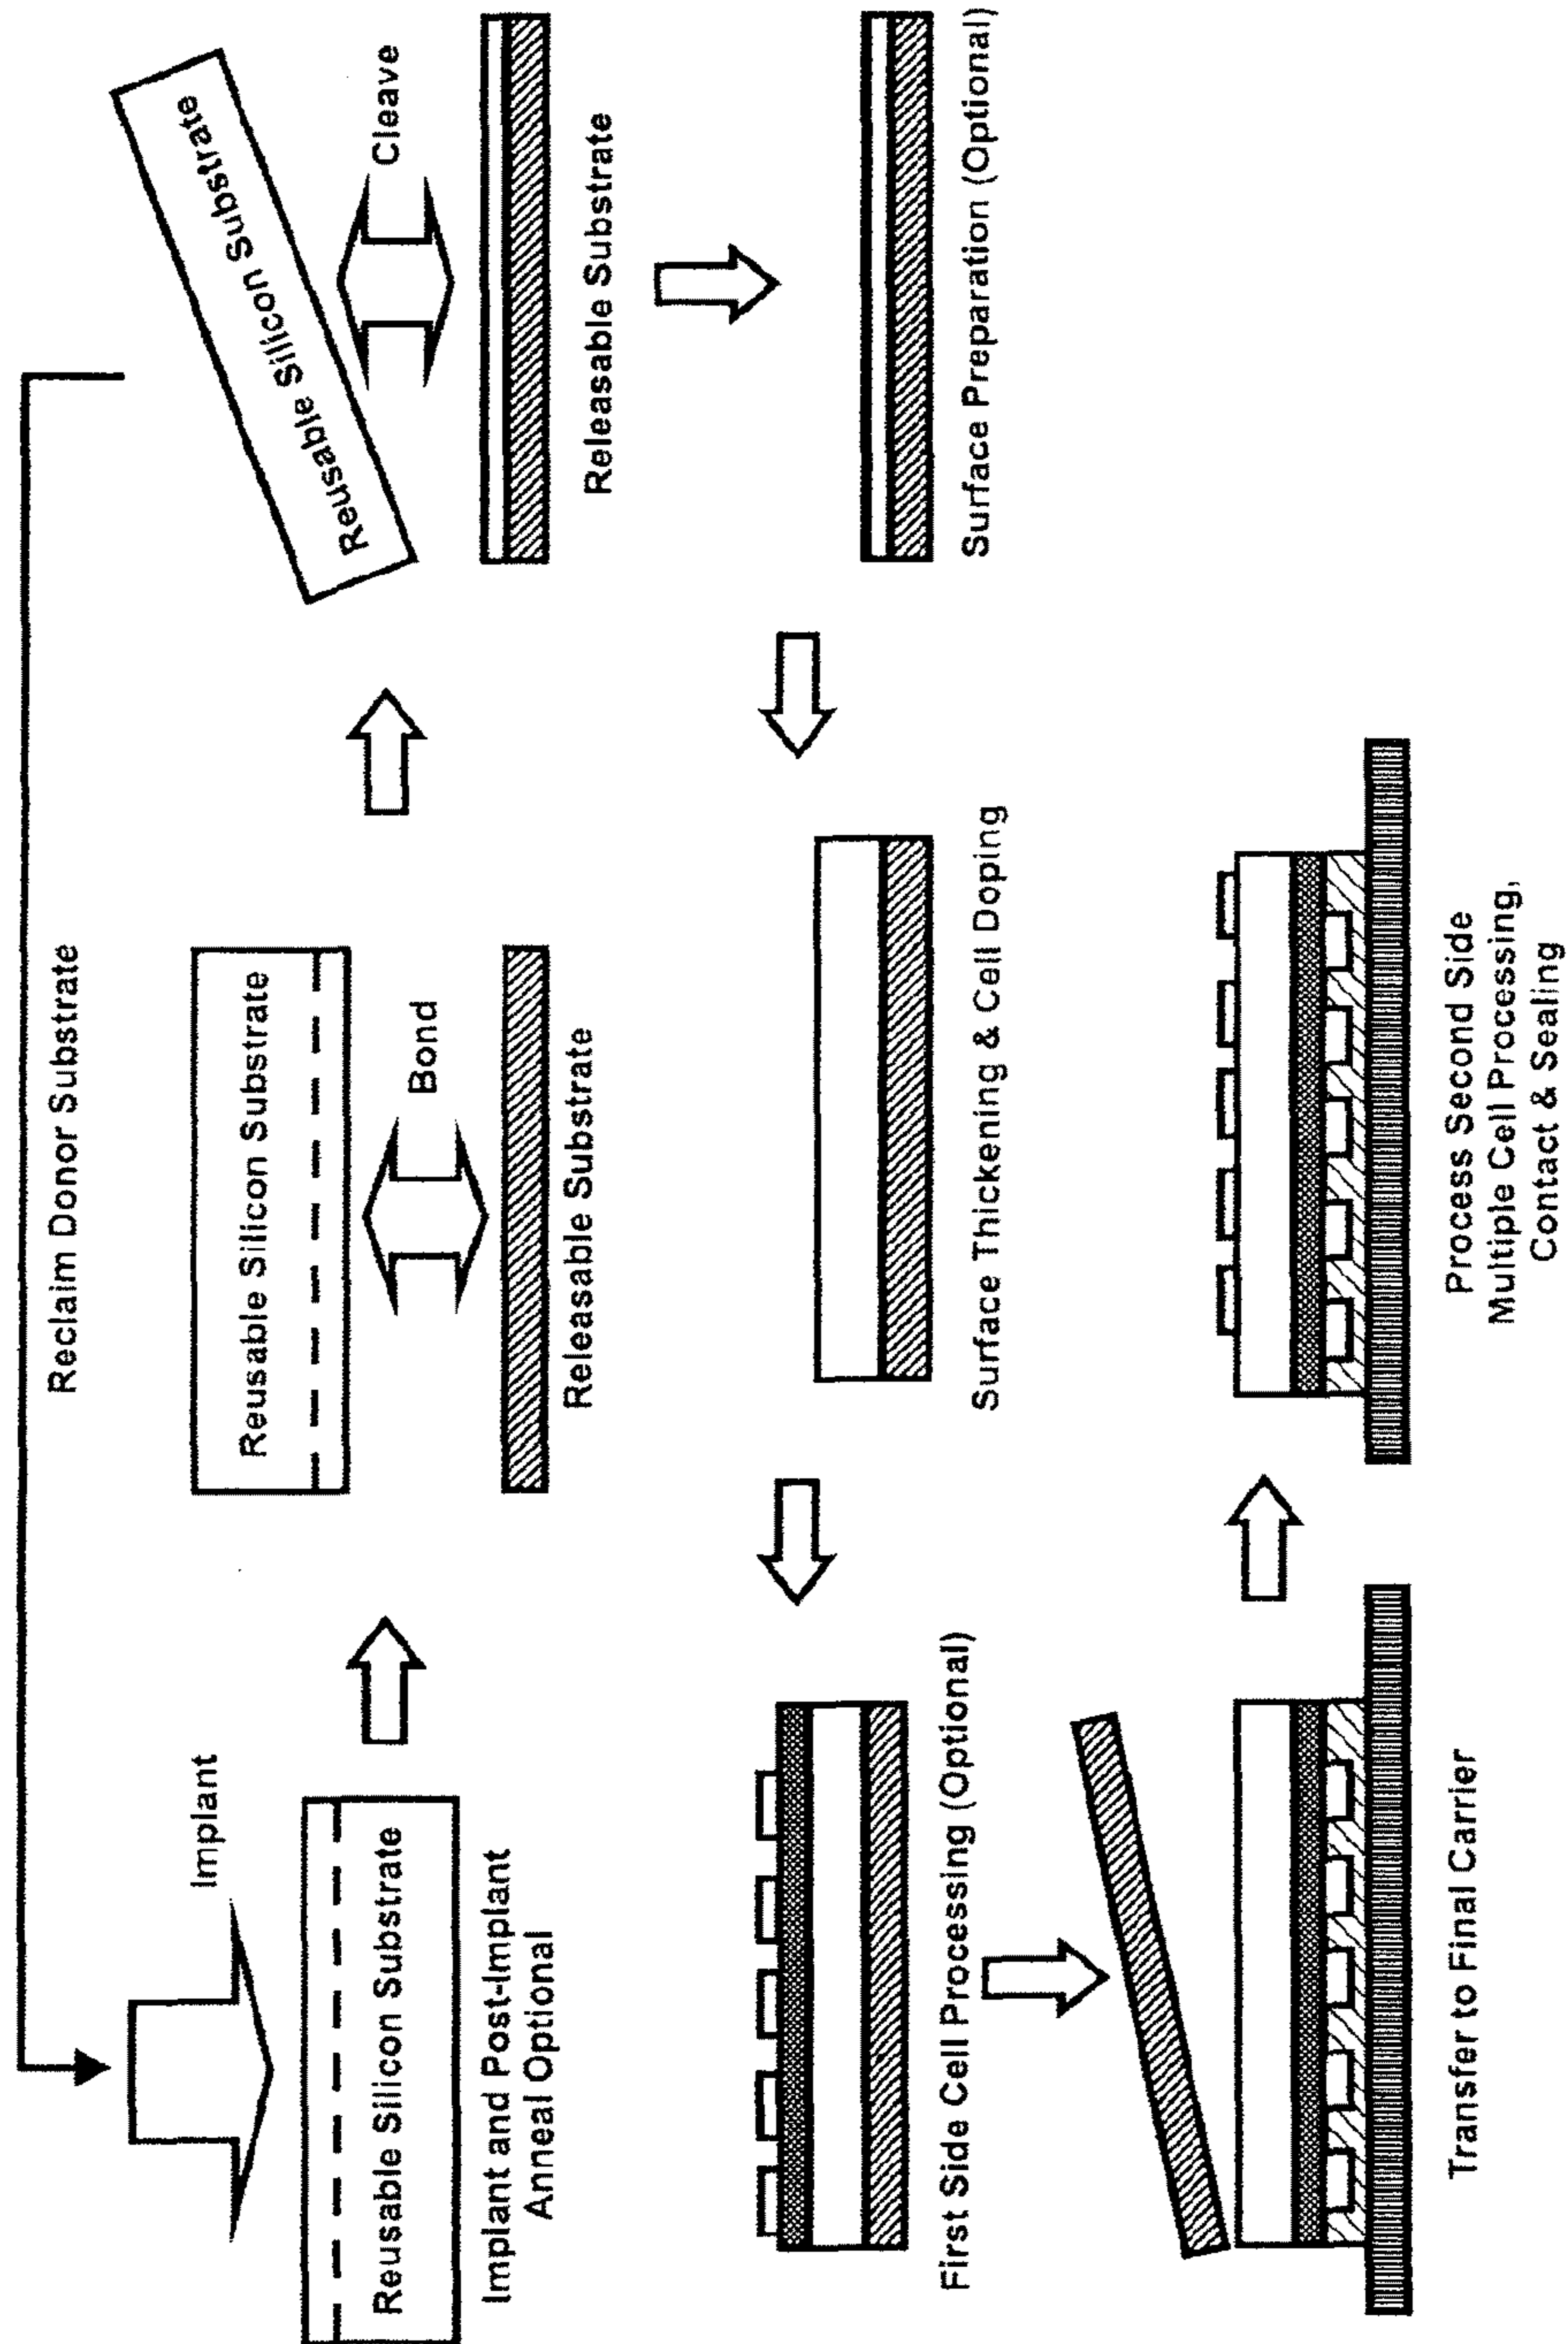 Reclaim Donor Substrate
Implant
Reusable Silicon Substrate
Implant and Post-Implant
Anneal Optional
Reusable Silicon Substrate
Bond
Releasable Substrate
Reusable Silicon Substrate
Cleave
Releasable Substrate
Surface Preparation (Optional)
Surface Thickening & Cell Doping
First Side Cell Processing (Optional)
Transfer to Final Carrier
Process Second Side
Multiple Cell Processing,
Contact & Sealing